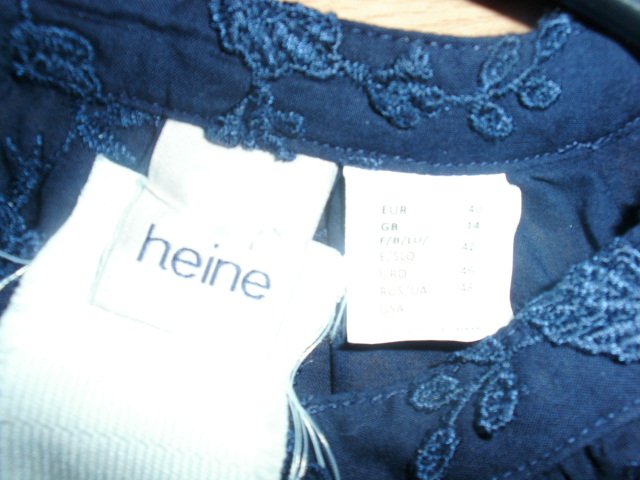 heine
EUR 40
GB 14
F/B/LU/ 42
E/SLO
RUS/UA 48
USA